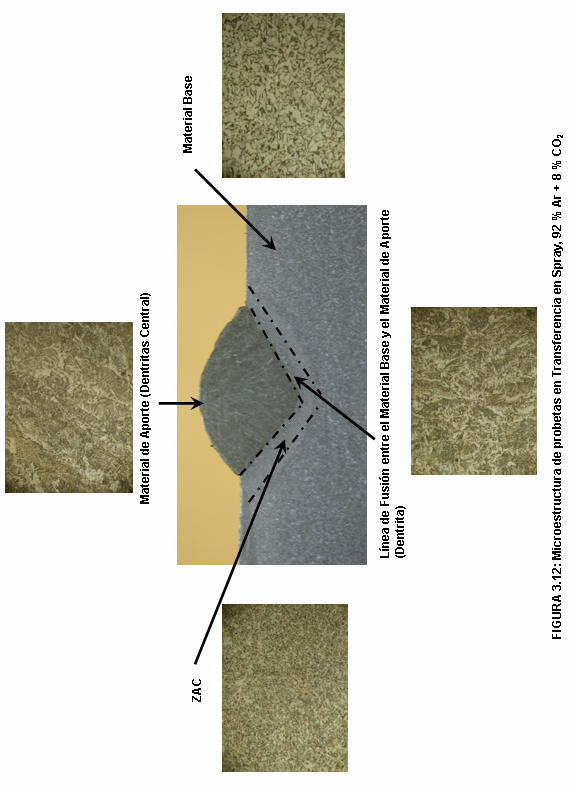 Material de Aporte (Dentritas Central)
Material Base
ZAC
Línea de Fusión entre el Material Base y el Material de Aporte
(Dentrita)
FIGURA 3.12: Microestructura de probetas en Transferencia en Spray, 92 % Ar + 8 % CO₂